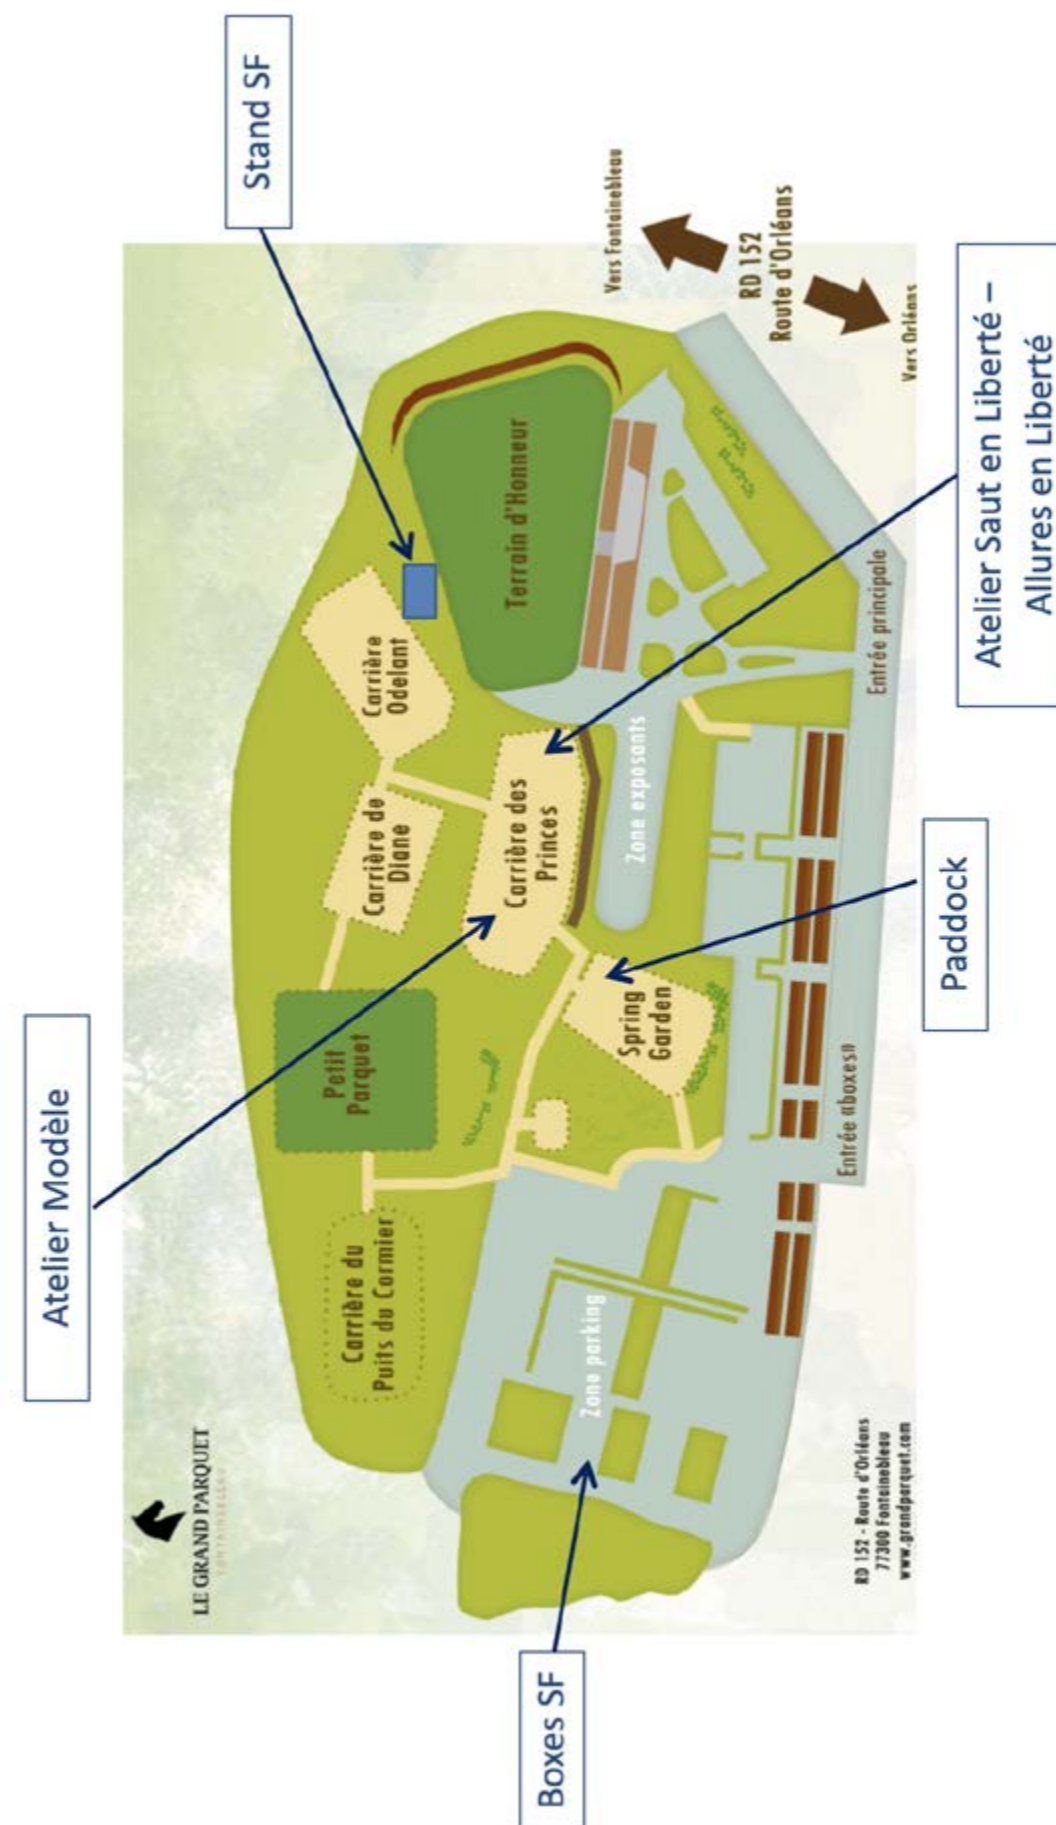 Atelier Modèle
Stand SF
LE GRAND PARQUET
FONTAINEBLEAU
Carrière du
Puits du Cormier
Petit
Parquet
Carrière de
Diane
Carrière
Odelant
Carrière des
Princes
Terrain d'Honneur
Spring
Garden
Zone exposants
Zone parking
Vers Fontainebleau
RD 152
Route d'Orléans
Vers Orléans
Entrée principale
Entrée «boxes»
RD 152 - Route d'Orléans
77300 Fontainebleau
www.grandparquet.com
Boxes SF
Paddock
Atelier Saut en Liberté –
Allures en Liberté